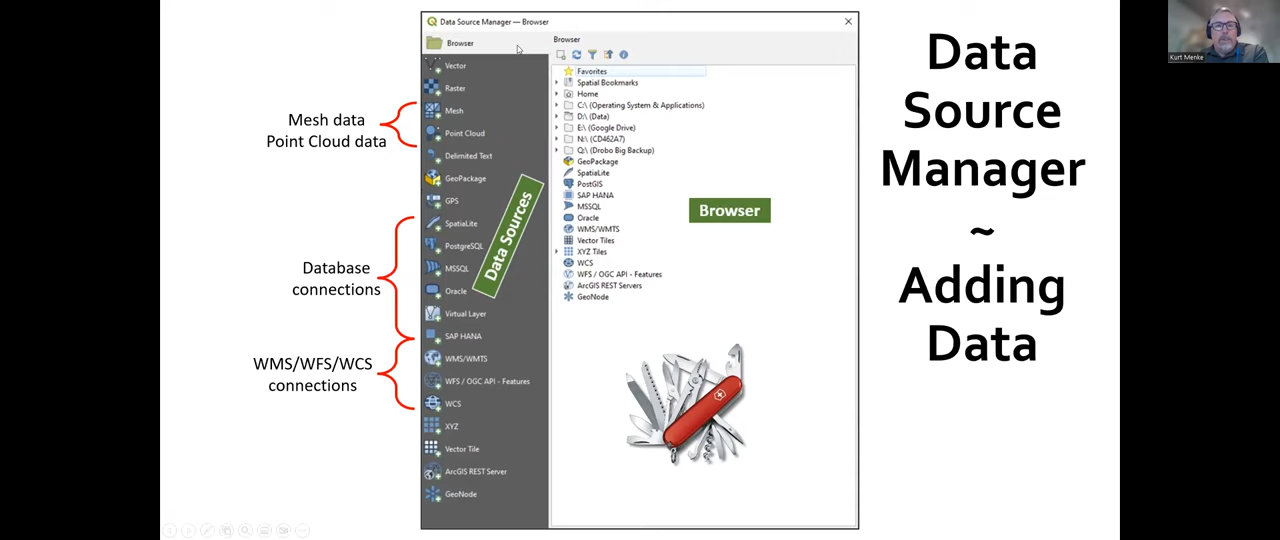 Data Source Manager — Browser
Browser
Vector
Raster
Mesh
Point Cloud
Delimited Text
GeoPackage
GPS
SpatiaLite
PostgreSQL
MSSQL
Oracle
Virtual Layer
SAP HANA
WMS/WMTS
WFS / OGC API - Features
WCS
XYZ
Vector Tile
ArcGIS REST Server
GeoNode
Data Sources
Browser
Favorites
Spatial Bookmarks
Home
C:\ (Operating System & Applications)
D:\ (Data)
E:\ (Google Drive)
N:\ (CD462A7)
Q:\ (Drobo Big Backup)
GeoPackage
SpatiaLite
PostGIS
SAP HANA
MSSQL
Oracle
WMS/WMTS
Vector Tiles
XYZ Tiles
WCS
WFS / OGC API - Features
ArcGIS REST Servers
GeoNode
Browser
Mesh data
Point Cloud data
Database
connections
WMS/WFS/WCS
connections
Data
Source
Manager
~
Adding
Data
Kurt Menke